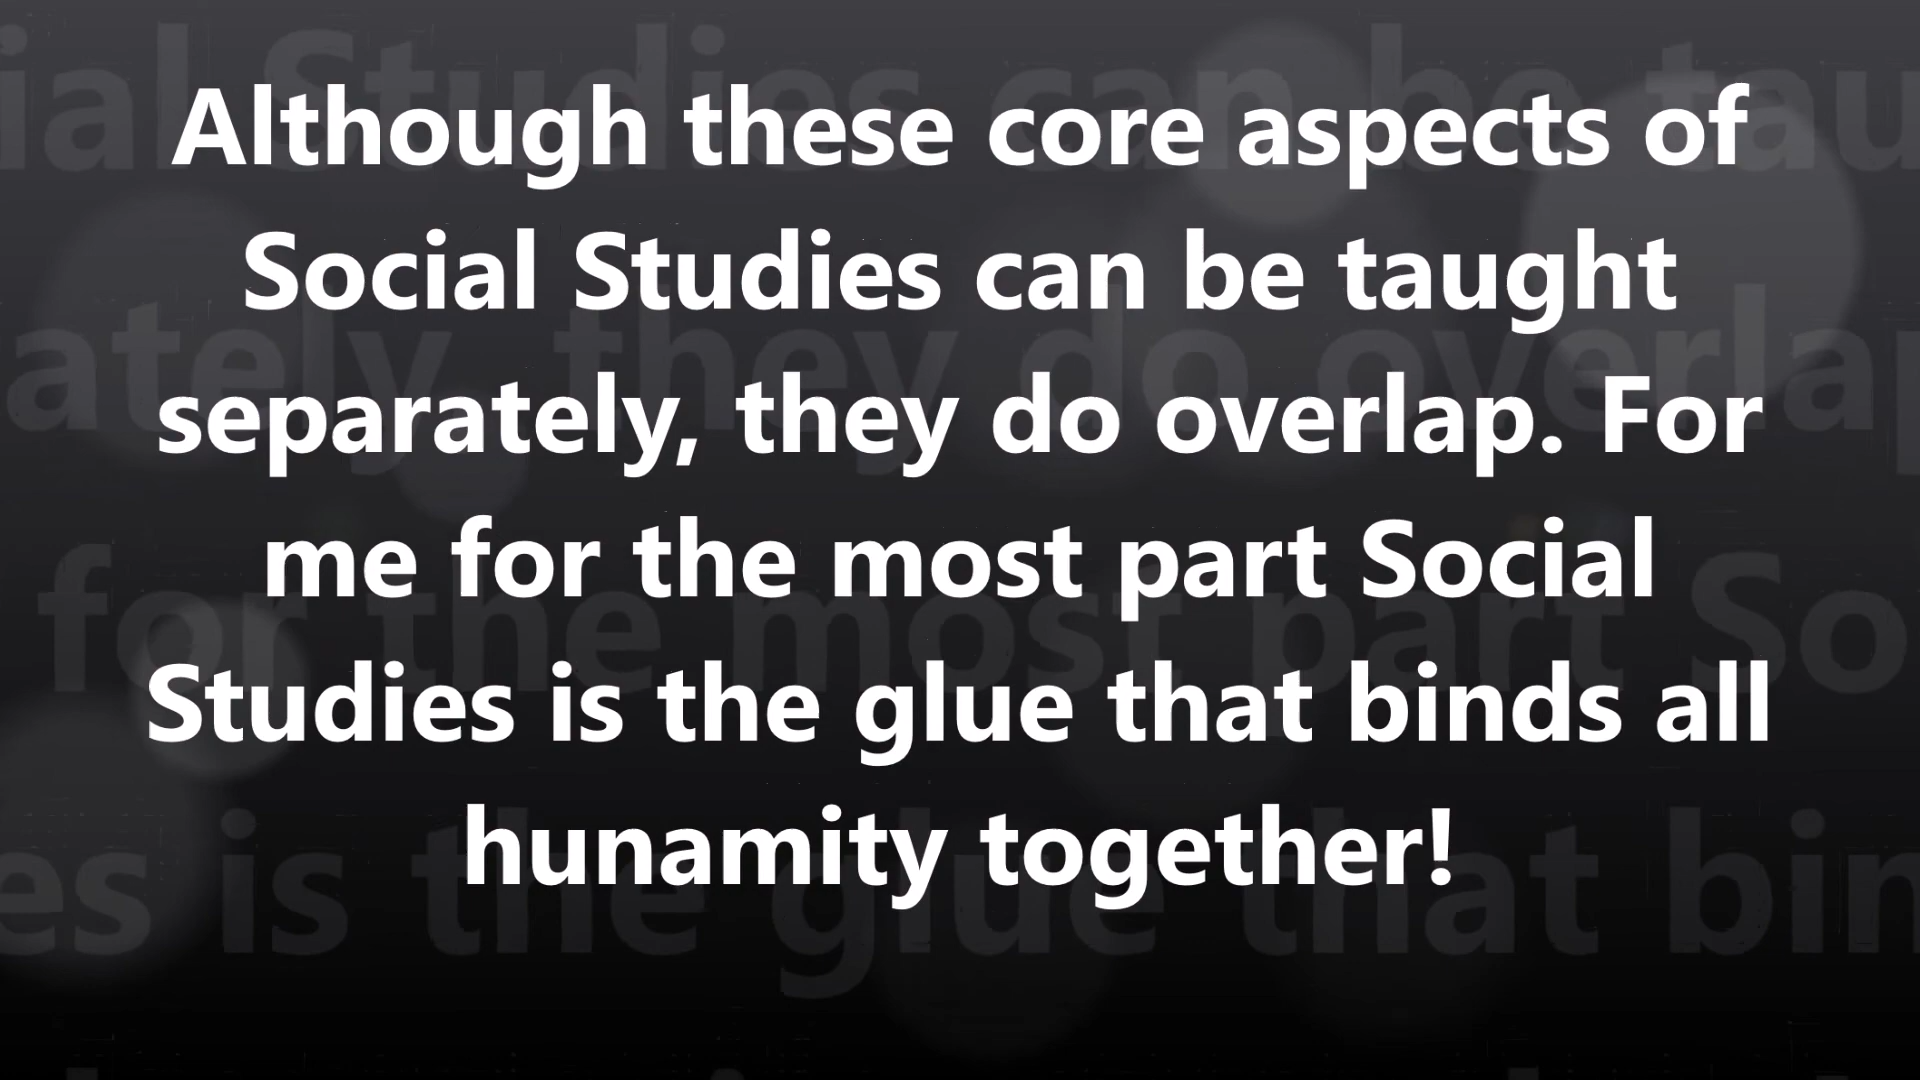 Although these core aspects of
Social Studies can be taught
separately, they do overlap. For
me for the most part Social
Studies is the glue that binds all
hunamity together!